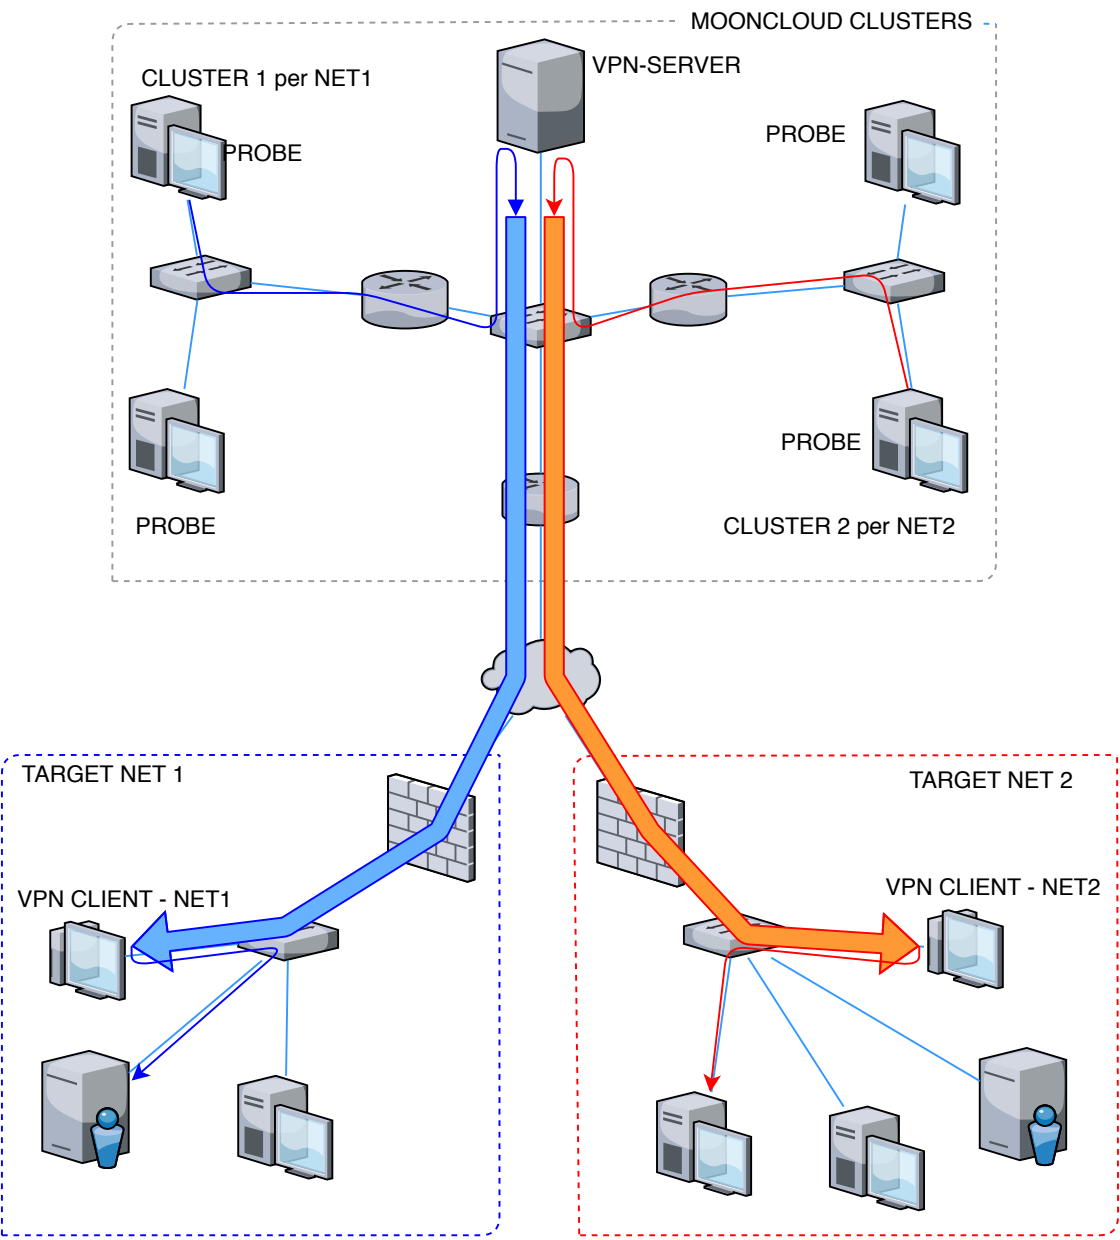 MOONCLOUD CLUSTERS
VPN-SERVER
CLUSTER 1 per NET1
PROBE
PROBE
PROBE
PROBE
CLUSTER 2 per NET2
TARGET NET 1
TARGET NET 2
VPN CLIENT - NET1
VPN CLIENT - NET2